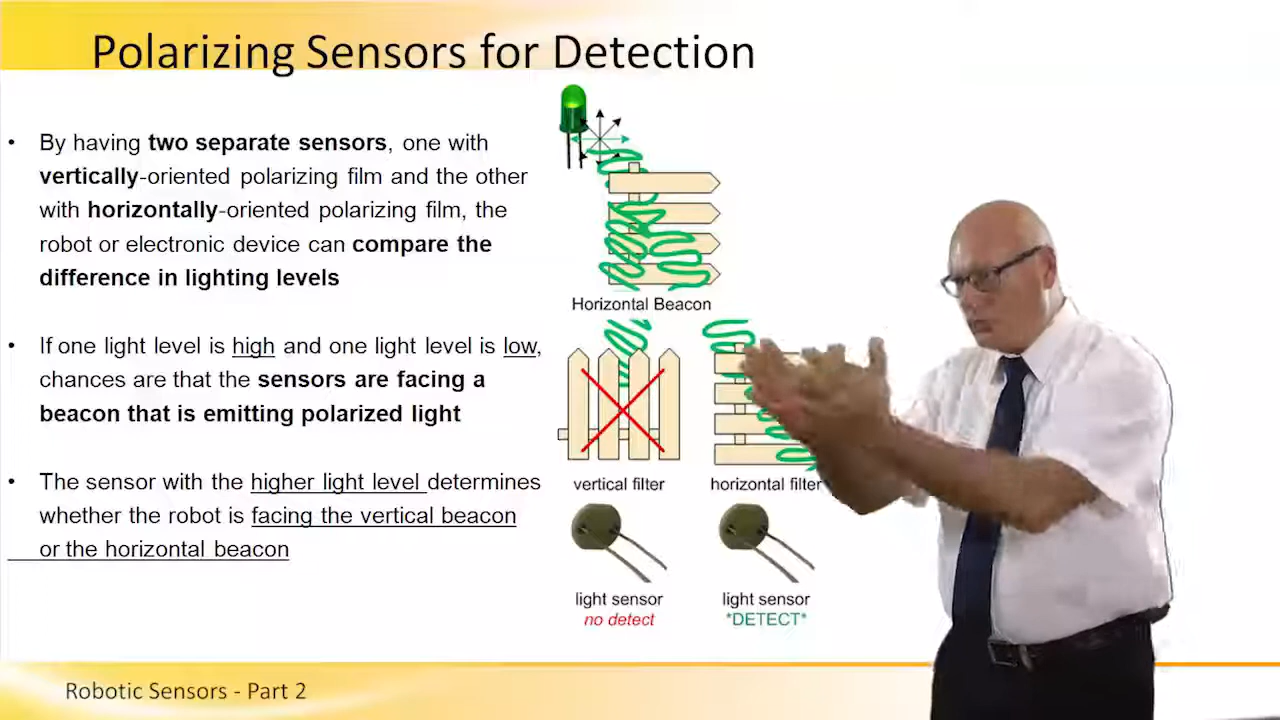 Polarizing Sensors for Detection
• By having two separate sensors, one with
vertically-oriented polarizing film and the other
with horizontally-oriented polarizing film, the
robot or electronic device can compare the
difference in lighting levels
• If one light level is high and one light level is low,
chances are that the sensors are facing a
beacon that is emitting polarized light
• The sensor with the higher light level determines
whether the robot is facing the vertical beacon
or the horizontal beacon
Horizontal Beacon
vertical filter
horizontal filter
light sensor
no detect
light sensor
*DETECT*
Robotic Sensors - Part 2